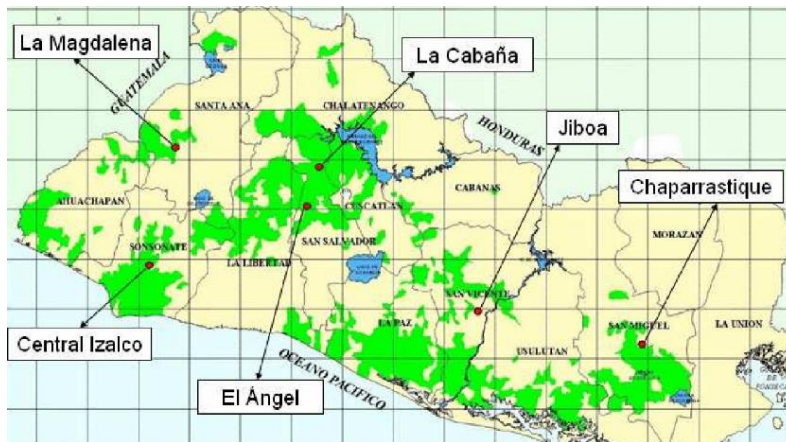 La Magdalena
La Cabaña
GUATEMALA
SANTA ANA
CHALATENANGO
HONDURAS
Jiboa
Chaparrastique
CABANAS
AHUACHAPAN
CUSCATLAN
MORAZAN
SONSONATE
SAN SALVADOR
LA LIBERTAD
SAN VICENTE
LA PAZ
SAN MIGUEL
LA UNION
Central Izalco
USULUTAN
El Ángel
OCEANO PACIFICO